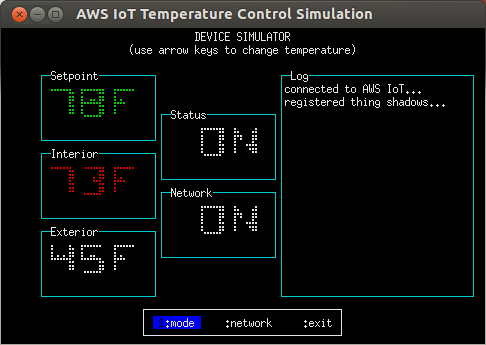 AWS IoT Temperature Control Simulation
DEVICE SIMULATOR
(use arrow keys to change temperature)
Setpoint
78F
Interior
73F
Exterior
45F
Status
ON
Network
ON
Log
connected to AWS IoT...
registered thing shadows...
:mode :network :exit